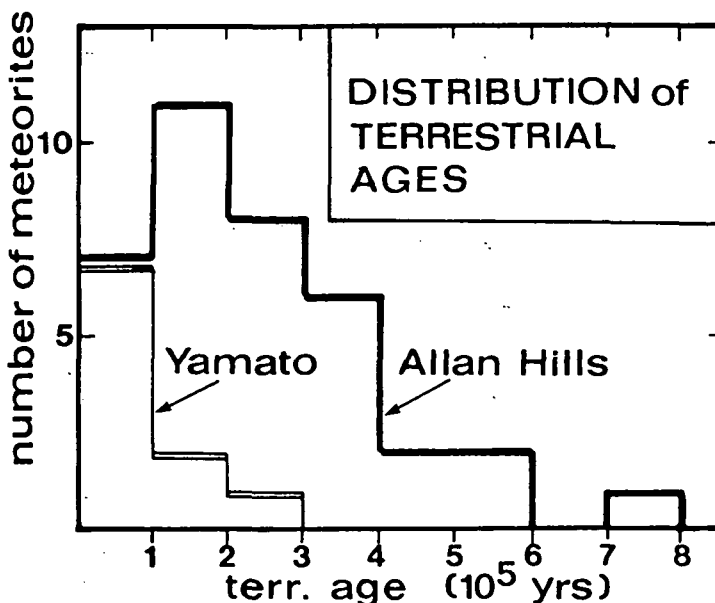 number of meteorites
10
5
DISTRIBUTION of
TERRESTRIAL
AGES
Yamato
Allan Hills
1 2 3 4 5 6 7 8
terr. age (10⁵ yrs)